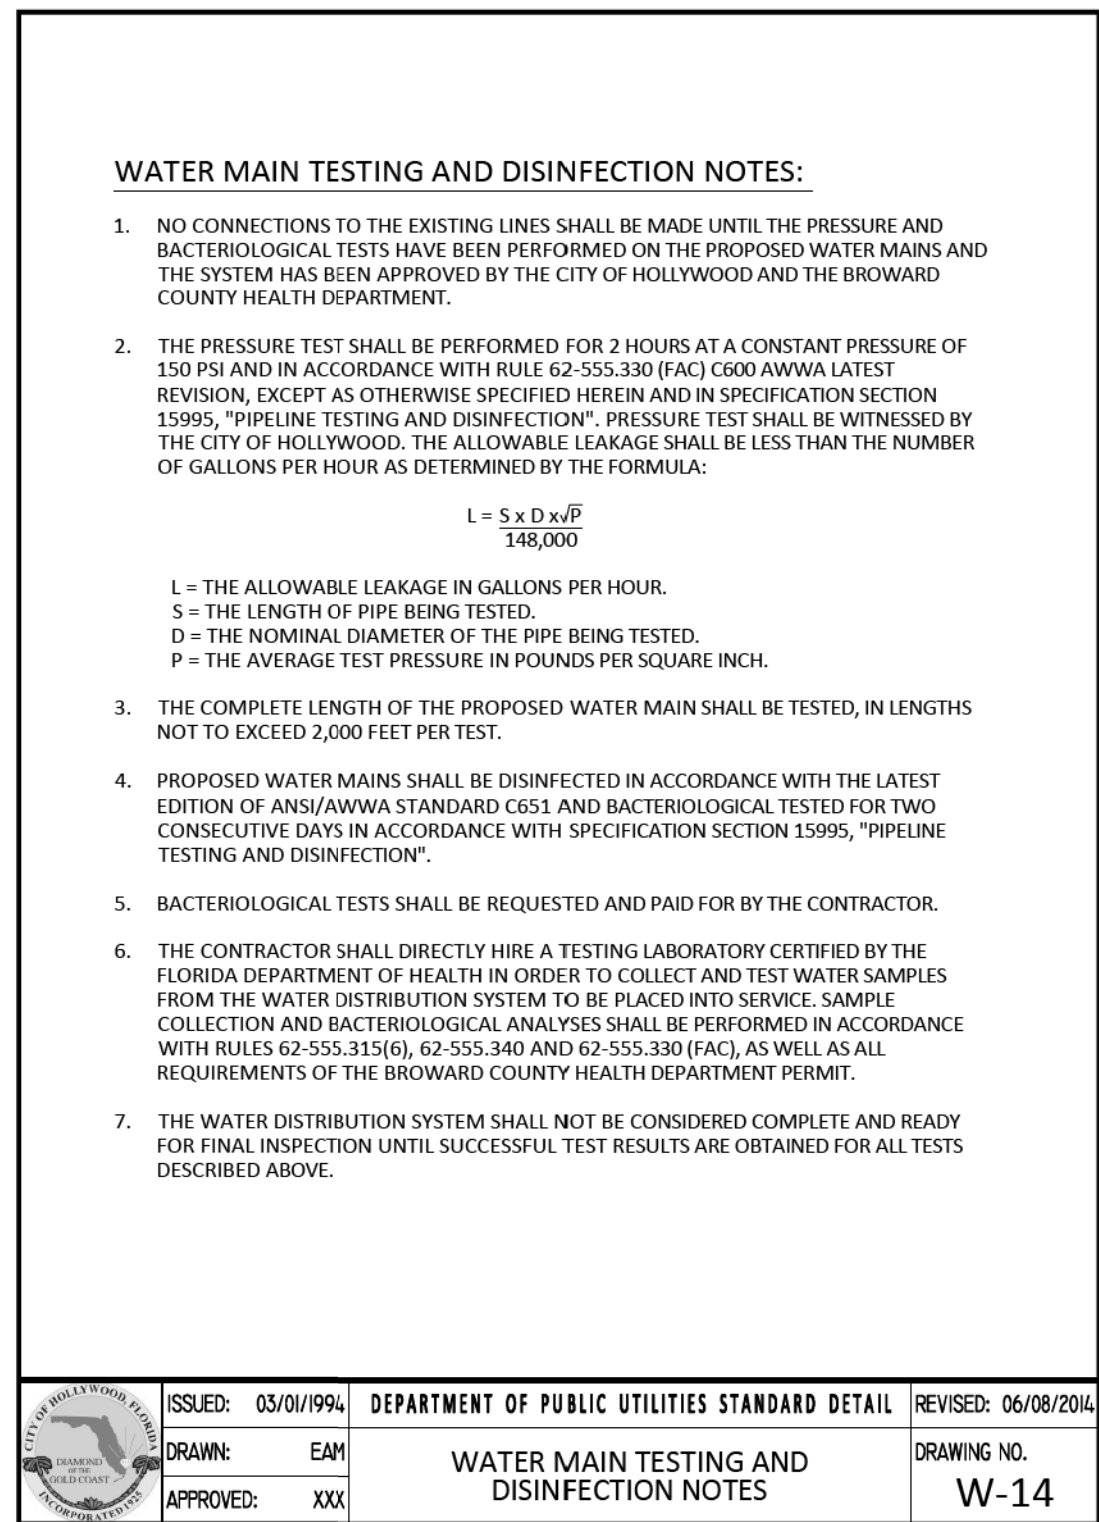 WATER MAIN TESTING AND DISINFECTION NOTES:
1. NO CONNECTIONS TO THE EXISTING LINES SHALL BE MADE UNTIL THE PRESSURE AND
BACTERIOLOGICAL TESTS HAVE BEEN PERFORMED ON THE PROPOSED WATER MAINS AND
THE SYSTEM HAS BEEN APPROVED BY THE CITY OF HOLLYWOOD AND THE BROWARD
COUNTY HEALTH DEPARTMENT.
2. THE PRESSURE TEST SHALL BE PERFORMED FOR 2 HOURS AT A CONSTANT PRESSURE OF
150 PSI AND IN ACCORDANCE WITH RULE 62-555.330 (FAC) C600 AWWA LATEST
REVISION, EXCEPT AS OTHERWISE SPECIFIED HEREIN AND IN SPECIFICATION SECTION
15995, "PIPELINE TESTING AND DISINFECTION". PRESSURE TEST SHALL BE WITNESSED BY
THE CITY OF HOLLYWOOD. THE ALLOWABLE LEAKAGE SHALL BE LESS THAN THE NUMBER
OF GALLONS PER HOUR AS DETERMINED BY THE FORMULA:
L = S x D x√P
148,000
L = THE ALLOWABLE LEAKAGE IN GALLONS PER HOUR.
S = THE LENGTH OF PIPE BEING TESTED.
D = THE NOMINAL DIAMETER OF THE PIPE BEING TESTED.
P = THE AVERAGE TEST PRESSURE IN POUNDS PER SQUARE INCH.
3. THE COMPLETE LENGTH OF THE PROPOSED WATER MAIN SHALL BE TESTED, IN LENGTHS
NOT TO EXCEED 2,000 FEET PER TEST.
4. PROPOSED WATER MAINS SHALL BE DISINFECTED IN ACCORDANCE WITH THE LATEST
EDITION OF ANSI/AWWA STANDARD C651 AND BACTERIOLOGICAL TESTED FOR TWO
CONSECUTIVE DAYS IN ACCORDANCE WITH SPECIFICATION SECTION 15995, "PIPELINE
TESTING AND DISINFECTION".
5. BACTERIOLOGICAL TESTS SHALL BE REQUESTED AND PAID FOR BY THE CONTRACTOR.
6. THE CONTRACTOR SHALL DIRECTLY HIRE A TESTING LABORATORY CERTIFIED BY THE
FLORIDA DEPARTMENT OF HEALTH IN ORDER TO COLLECT AND TEST WATER SAMPLES
FROM THE WATER DISTRIBUTION SYSTEM TO BE PLACED INTO SERVICE. SAMPLE
COLLECTION AND BACTERIOLOGICAL ANALYSES SHALL BE PERFORMED IN ACCORDANCE
WITH RULES 62-555.315(6), 62-555.340 AND 62-555.330 (FAC), AS WELL AS ALL
REQUIREMENTS OF THE BROWARD COUNTY HEALTH DEPARTMENT PERMIT.
7. THE WATER DISTRIBUTION SYSTEM SHALL NOT BE CONSIDERED COMPLETE AND READY
FOR FINAL INSPECTION UNTIL SUCCESSFUL TEST RESULTS ARE OBTAINED FOR ALL TESTS
DESCRIBED ABOVE.
CITY OF HOLLYWOOD, FLORIDA
DIAMOND
OF THE
GOLD COAST
INCORPORATED 1925
ISSUED: 03/01/1994
DRAWN: EAM
APPROVED: XXX
DEPARTMENT OF PUBLIC UTILITIES STANDARD DETAIL
WATER MAIN TESTING AND
DISINFECTION NOTES
REVISED: 06/08/2014
DRAWING NO.
W-14